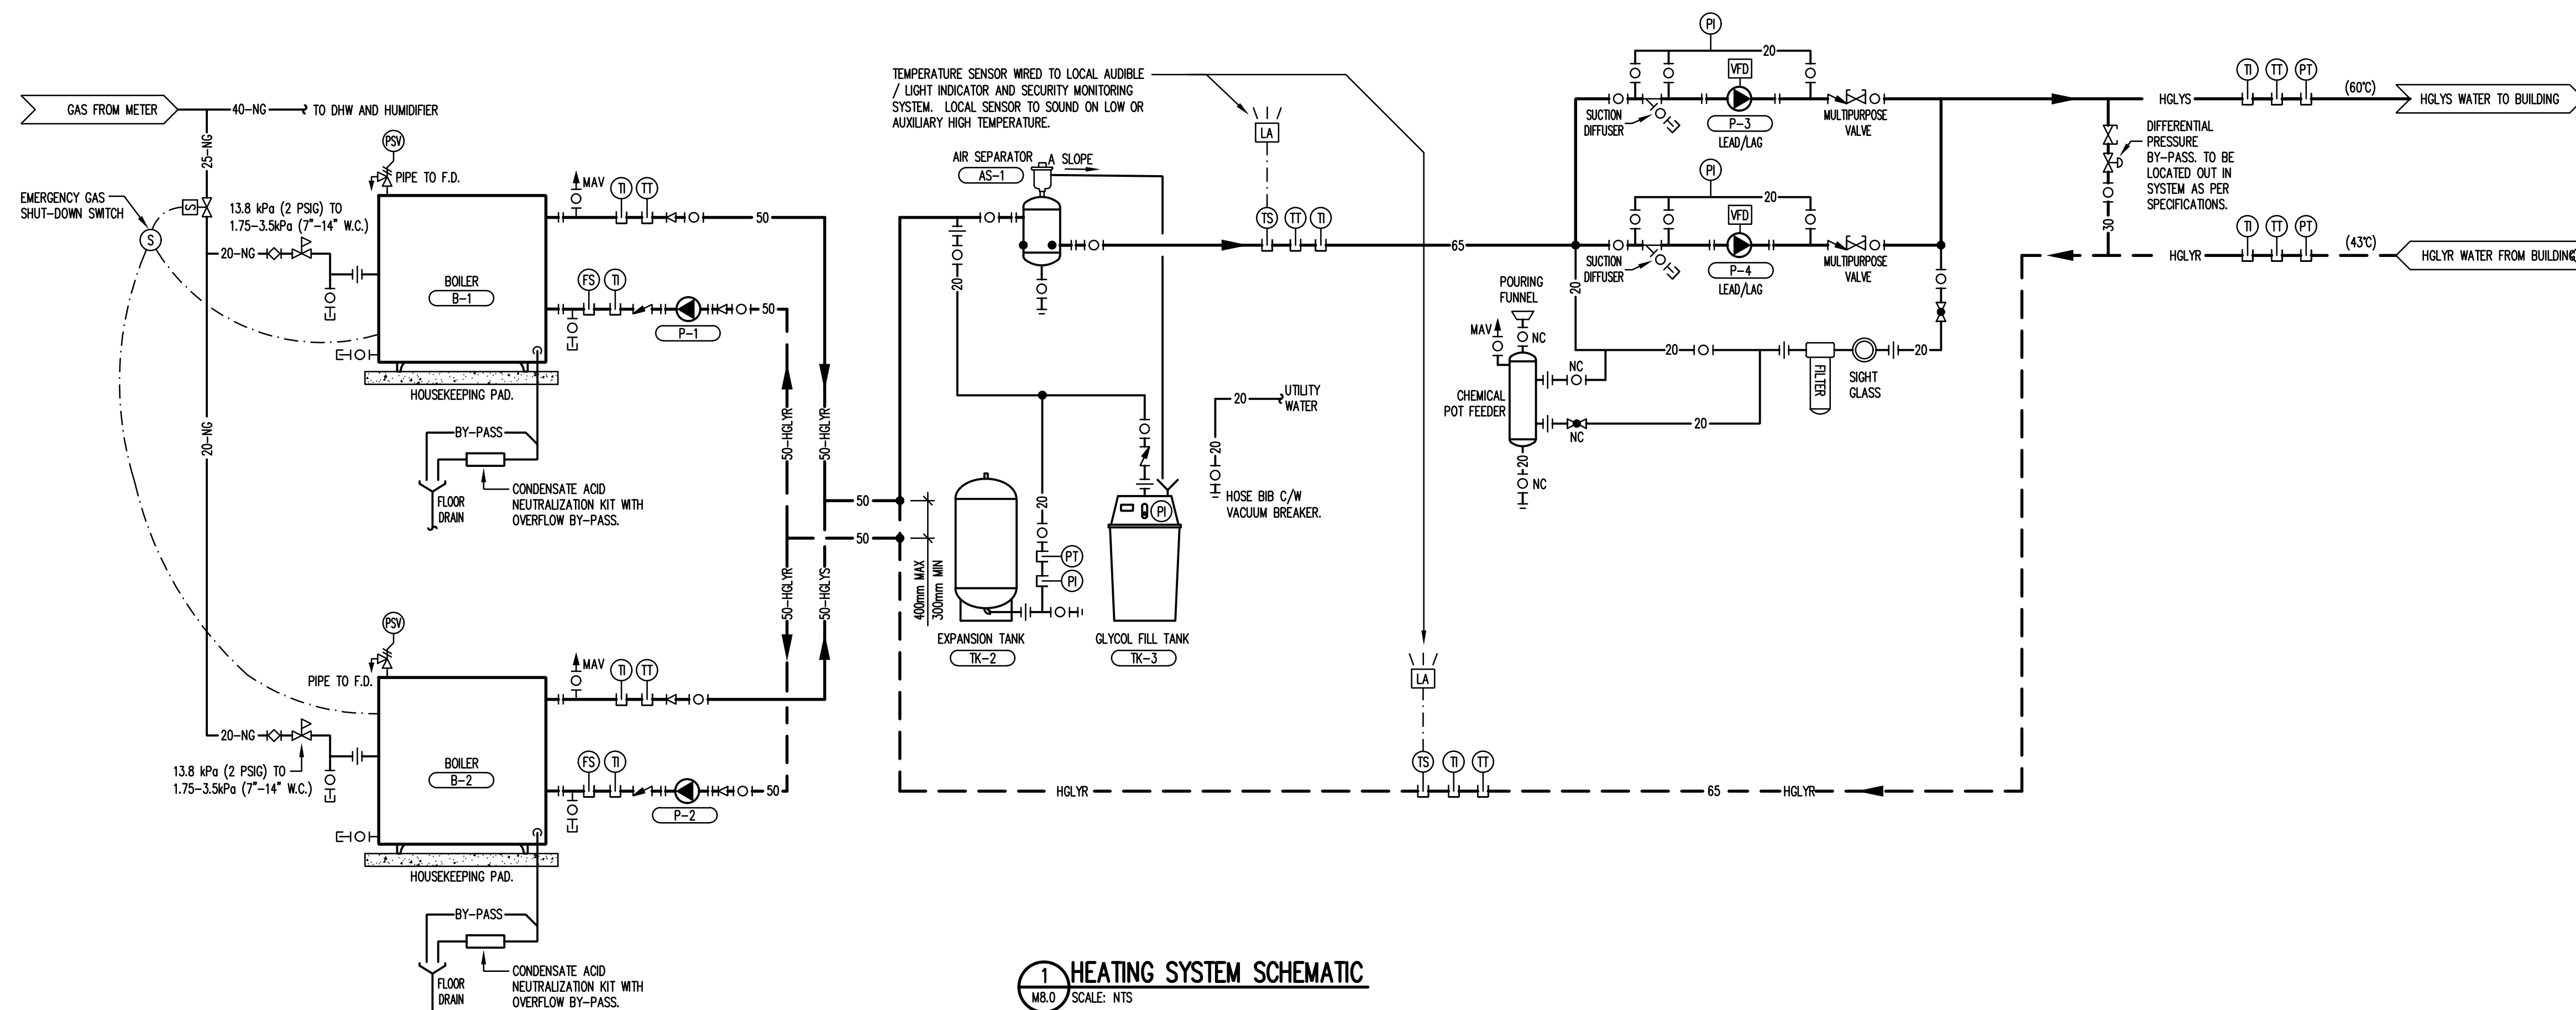 GAS FROM METER
40-NG
TO DHW AND HUMIDIFIER
25-NG
EMERGENCY GAS
SHUT-DOWN SWITCH
S
S
13.8 kPa (2 PSIG) TO
1.75-3.5kPa (7"-14" W.C.)
20-NG
20-NG
PSV
PIPE TO F.D.
BOILER
B-1
HOUSEKEEPING PAD.
MAV
TI
TT
50
FS
TI
P-1
50
BY-PASS
FLOOR
DRAIN
CONDENSATE ACID
NEUTRALIZATION KIT WITH
OVERFLOW BY-PASS.
50-HGLYR
50-HGLYR
50-HGLYR
50-HGLYS
50
50
400mm MAX
300mm MIN
PSV
PIPE TO F.D.
20-NG
13.8 kPa (2 PSIG) TO
1.75-3.5kPa (7"-14" W.C.)
BOILER
B-2
HOUSEKEEPING PAD.
MAV
TI
TT
FS
TI
P-2
50
BY-PASS
FLOOR
DRAIN
CONDENSATE ACID
NEUTRALIZATION KIT WITH
OVERFLOW BY-PASS.
TEMPERATURE SENSOR WIRED TO LOCAL AUDIBLE
/ LIGHT INDICATOR AND SECURITY MONITORING
SYSTEM. LOCAL SENSOR TO SOUND ON LOW OR
AUXILIARY HIGH TEMPERATURE.
AIR SEPARATOR
AS-1
A SLOPE
LA
TS
TT
TI
65
20
20
PT
PI
EXPANSION TANK
TK-2
PI
GLYCOL FILL TANK
TK-3
20
UTILITY
WATER
20
HOSE BIB C/W
VACUUM BREAKER.
LA
TS
TI
TT
HGLYR
65
HGLYR
PI
20
VFD
SUCTION
DIFFUSER
P-3
LEAD/LAG
MULTIPURPOSE
VALVE
PI
20
VFD
SUCTION
DIFFUSER
P-4
LEAD/LAG
MULTIPURPOSE
VALVE
20
POURING
FUNNEL
MAV
NC
NC
CHEMICAL
POT FEEDER
NC
20
NC
20
20
FILTER
SIGHT
GLASS
20
HGLYS
TI
TT
PT
(60°C)
HGLYS WATER TO BUILDING
DIFFERENTIAL
PRESSURE
BY-PASS. TO BE
LOCATED OUT IN
SYSTEM AS PER
SPECIFICATIONS.
30
HGLYR
TI
TT
PT
(43°C)
HGLYR WATER FROM BUILDING
1
M8.0
HEATING SYSTEM SCHEMATIC
SCALE: NTS